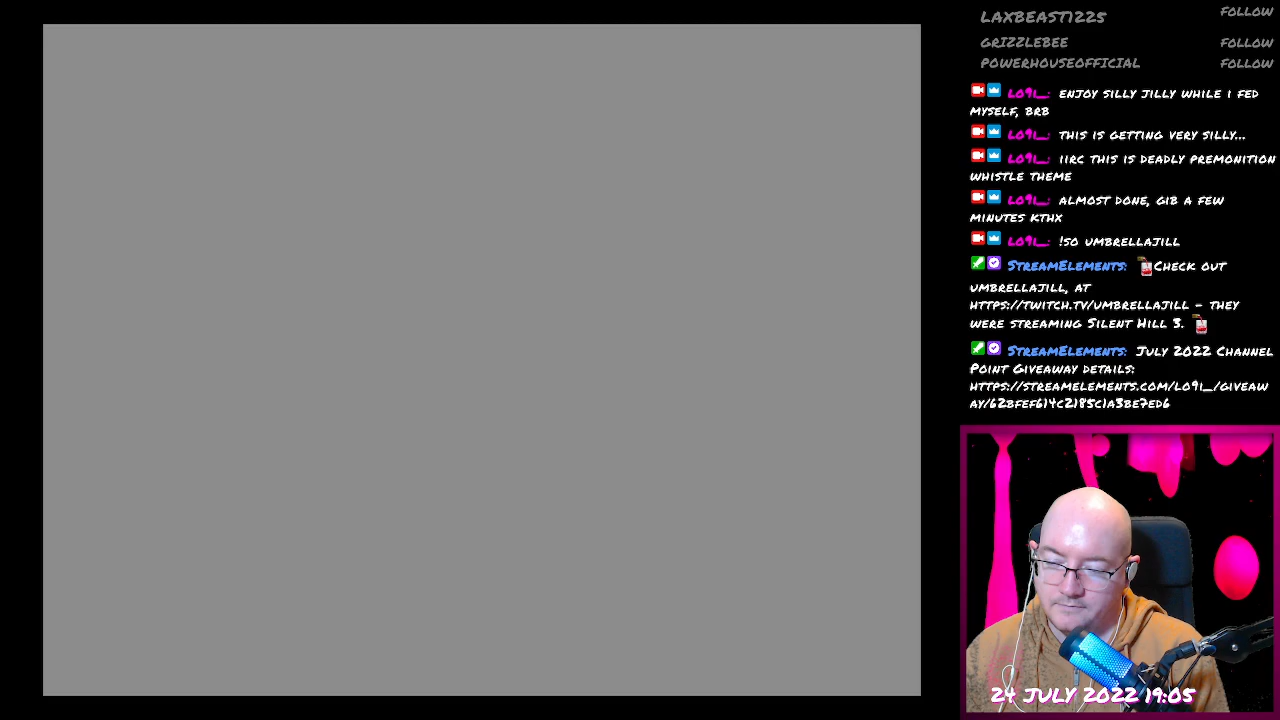 LAXBEAST1225 FOLLOW
GRIZZLEBEE FOLLOW
POWERHOUSEOFFICIAL FOLLOW
LO9I_: ENJOY SILLY JILLY WHILE I FED
MYSELF, BRB
LO9I_: THIS IS GETTING VERY SILLY...
LO9I_: IIRC THIS IS DEADLY PREMONITION
WHISTLE THEME
LO9I_: ALMOST DONE, GIB A FEW
MINUTES KTHX
LO9I_: !SO UMBRELLAJILL
STREAMELEMENTS: CHECK OUT
UMBRELLAJILL, AT
HTTPS://TWITCH.TV/UMBRELLAJILL - THEY
WERE STREAMING SILENT HILL 3.
STREAMELEMENTS: JULY 2022 CHANNEL
POINT GIVEAWAY DETAILS:
HTTPS://STREAMELEMENTS.COM/LO9I_/GIVEAW
AY/62BFEF614C2185C1A3BE7ED6
24 JULY 2022 19:05